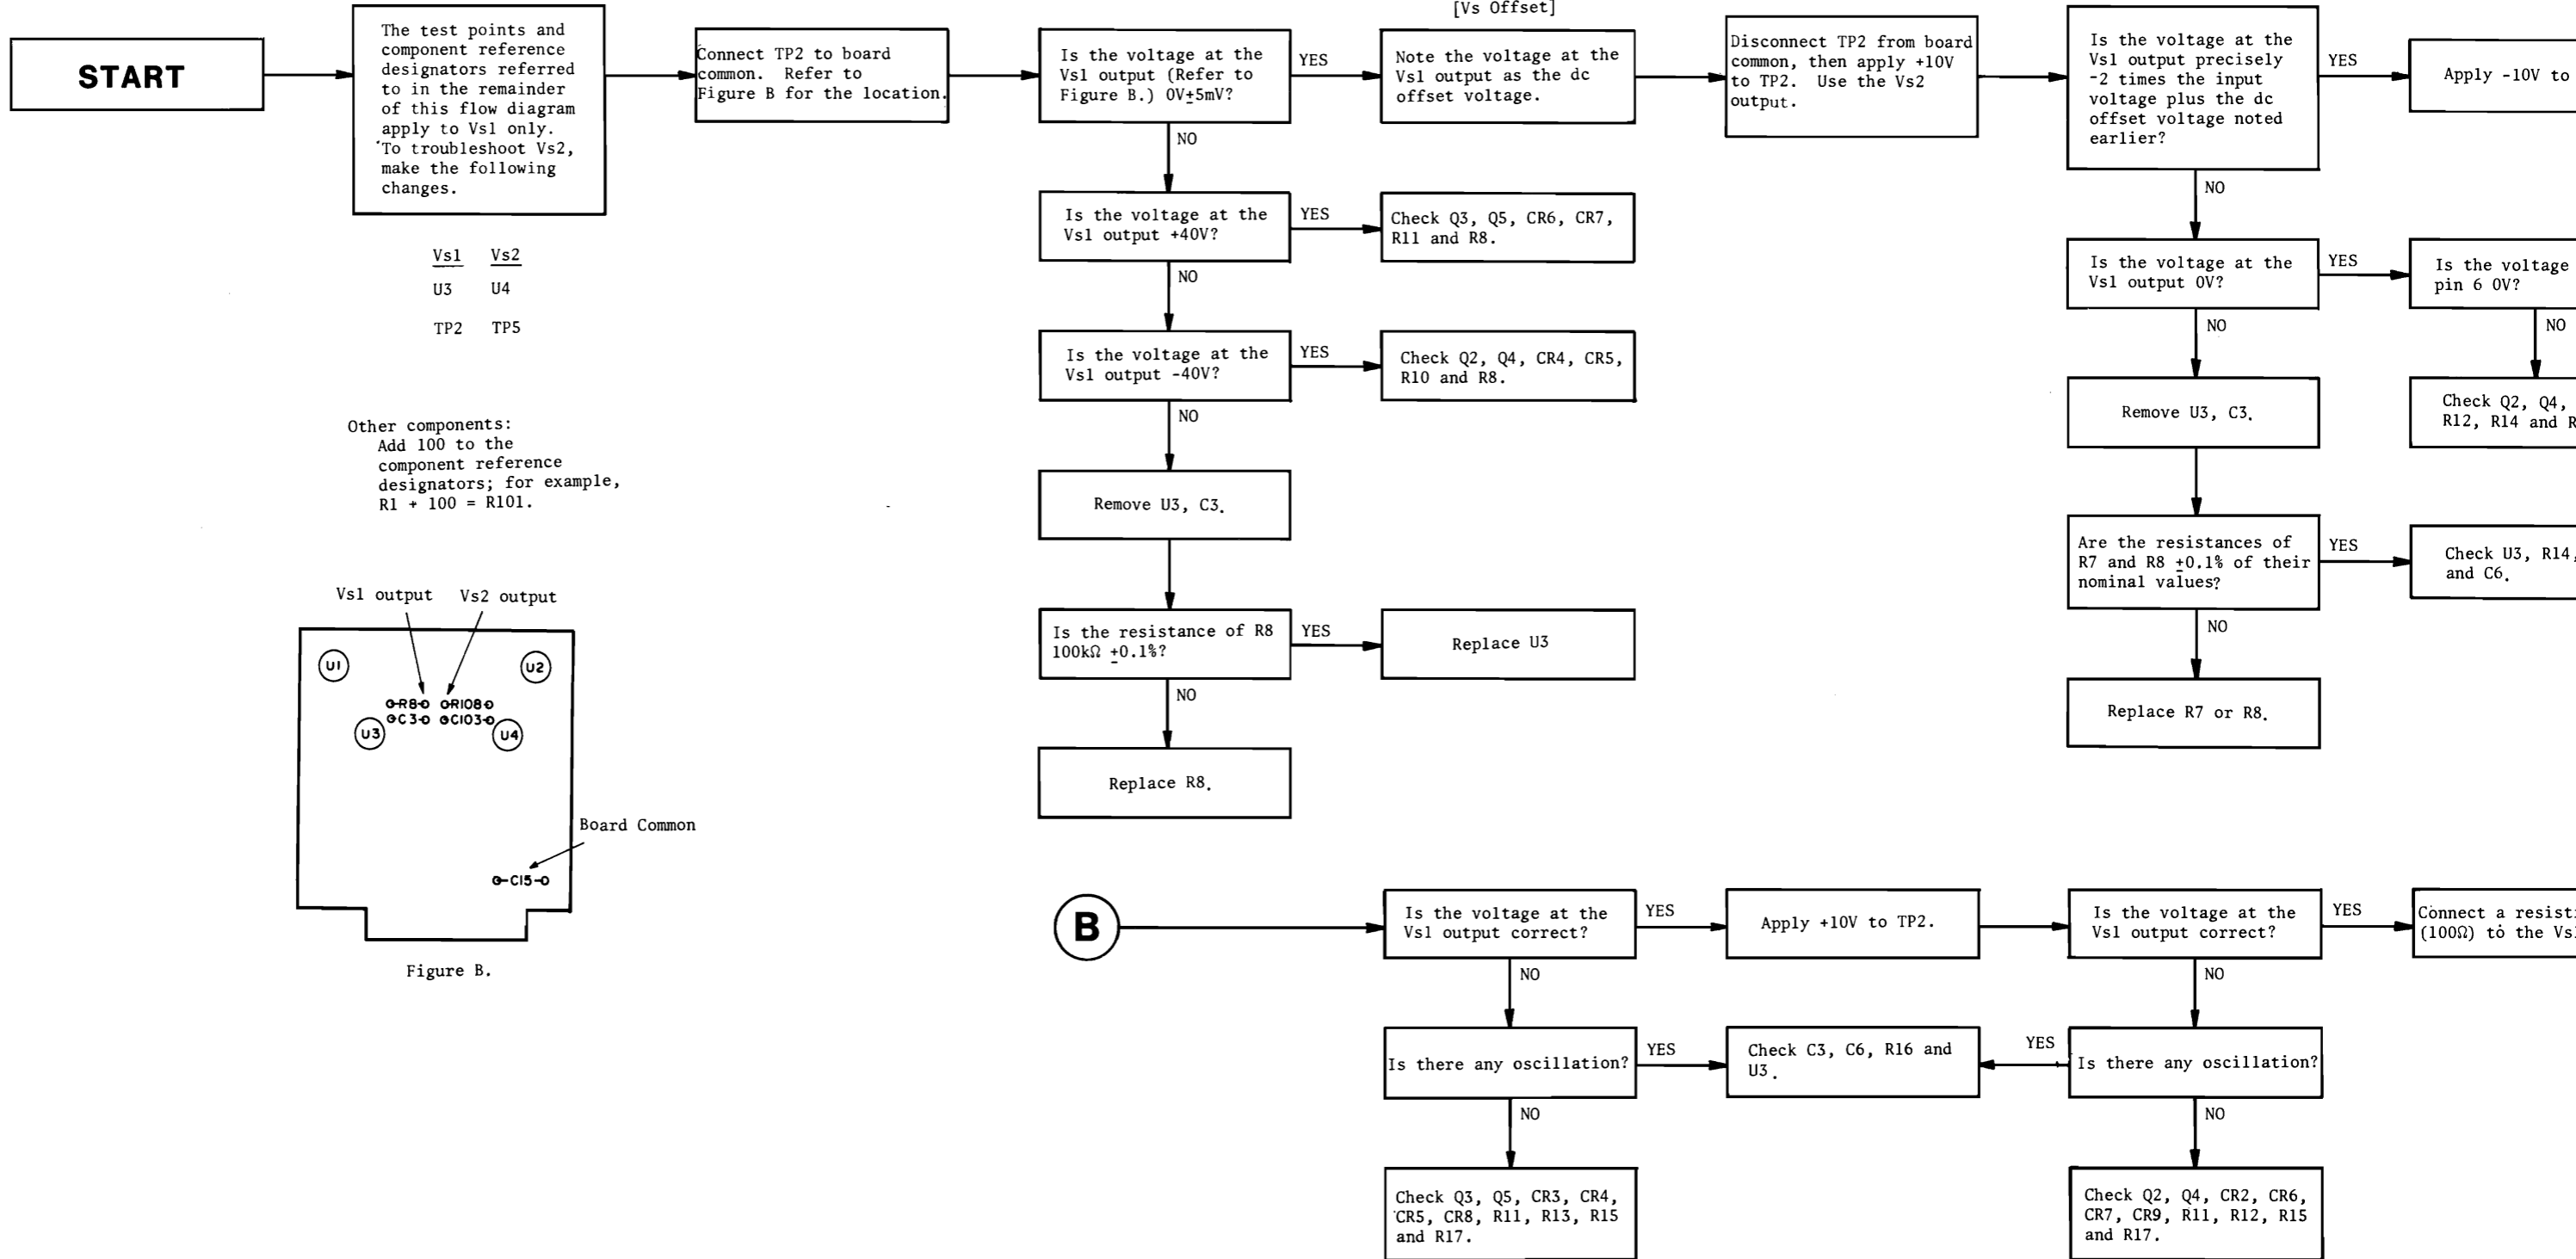 START
The test points and
component reference
designators referred
to in the remainder
of this flow diagram
apply to Vs1 only.
To troubleshoot Vs2,
make the following
changes.
Vs1 Vs2
U3 U4
TP2 TP5
Other components:
Add 100 to the
component reference
designators; for example,
R1 + 100 = R101.
Vs1 output Vs2 output
U1 U2
R8 R108
C3 C103
U3 U4
Board Common
C15
Figure B.
Connect TP2 to board
common. Refer to
Figure B for the location.
Is the voltage at the
Vs1 output (Refer to
Figure B.) 0V±5mV?
YES
NO
[Vs Offset]
Note the voltage at the
Vs1 output as the dc
offset voltage.
Is the voltage at the
Vs1 output +40V?
YES
NO
Check Q3, Q5, CR6, CR7,
R11 and R8.
Is the voltage at the
Vs1 output -40V?
YES
NO
Check Q2, Q4, CR4, CR5,
R10 and R8.
Remove U3, C3.
Is the resistance of R8
100kΩ ±0.1%?
YES
NO
Replace U3
Replace R8.
Disconnect TP2 from board
common, then apply +10V
to TP2. Use the Vs2
output.
Is the voltage at the
Vs1 output precisely
-2 times the input
voltage plus the dc
offset voltage noted
earlier?
YES
NO
Apply -10V to
Is the voltage at the
Vs1 output 0V?
YES
NO
Is the voltage
pin 6 0V?
NO
Check Q2, Q4,
R12, R14 and R
Remove U3, C3.
Are the resistances of
R7 and R8 ±0.1% of their
nominal values?
YES
NO
Check U3, R14,
and C6.
Replace R7 or R8.
B
Is the voltage at the
Vs1 output correct?
YES
NO
Apply +10V to TP2.
Is the voltage at the
Vs1 output correct?
YES
NO
Connect a resist
(100Ω) to the Vs1
Is there any oscillation?
YES
NO
Check C3, C6, R16 and
U3.
YES
Is there any oscillation?
NO
Check Q3, Q5, CR3, CR4,
CR5, CR8, R11, R13, R15
and R17.
Check Q2, Q4, CR2, CR6,
CR7, CR9, R11, R12, R15
and R17.